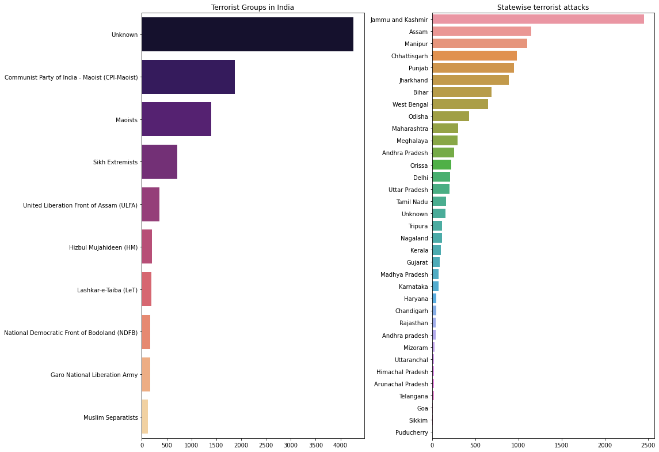 Terrorist Groups in India
Unknown
Communist Party of India - Maoist (CPI-Maoist)
Maoists
Sikh Extremists
United Liberation Front of Assam (ULFA)
Hizbul Mujahideen (HM)
Lashkar-e-Taiba (LeT)
National Democratic Front of Bodoland (NDFB)
Garo National Liberation Army
Muslim Separatists
0 500 1000 1500 2000 2500 3000 3500 4000
Statewise terrorist attacks
Jammu and Kashmir
Assam
Manipur
Chhattisgarh
Punjab
Jharkhand
Bihar
West Bengal
Odisha
Maharashtra
Meghalaya
Andhra Pradesh
Orissa
Delhi
Uttar Pradesh
Tamil Nadu
Unknown
Tripura
Nagaland
Kerala
Gujarat
Madhya Pradesh
Karnataka
Haryana
Chandigarh
Rajasthan
Andhra pradesh
Mizoram
Uttaranchal
Himachal Pradesh
Arunachal Pradesh
Telangana
Goa
Sikkim
Puducherry
0 500 1000 1500 2000 2500